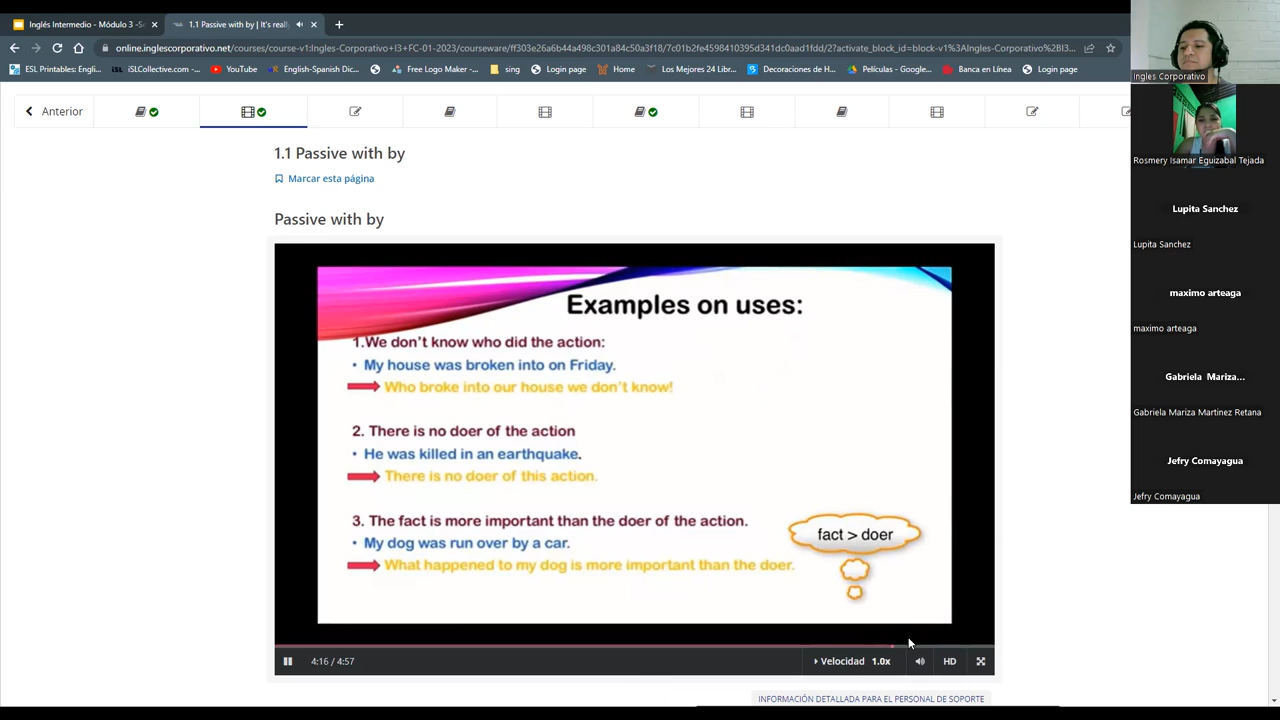 Inglés Intermedio - Módulo 3 -S
1.1 Passive with by | It's reall
online.inglescorporativo.net/courses/course-v1:Ingles-Corporativo+I3+FC-01-2023/courseware/ff303e26a6b44a498c301a84c50a3f18/7c01b2fe4598410395d341dc0aad1fdd/2?activate_block_id=block-v1%3AIngles-Corporativo%2BI3...
ESL Printables: Engli...
iSLCollective.com -...
YouTube
English-Spanish Dic...
Free Logo Maker -...
sing
Login page
Home
Los Mejores 24 Libr...
Decoraciones de H...
Películas - Google...
Banca en Línea
Login page
Anterior
1.1 Passive with by
Marcar esta página
Passive with by
Examples on uses:
1.We don't know who did the action:
• My house was broken into on Friday.
Who broke into our house we don't know!
2. There is no doer of the action
• He was killed in an earthquake.
There is no doer of this action.
3. The fact is more important than the doer of the action.
• My dog was run over by a car.
What happened to my dog is more important than the doer.
fact > doer
4:16 / 4:57
Velocidad 1.0x
HD
INFORMACIÓN DETALLADA PARA EL PERSONAL DE SOPORTE
Ingles Corporativo
Rosmery Isamar Eguizabal Tejada
Lupita Sanchez
Lupita Sanchez
maximo arteaga
maximo arteaga
Gabriela Mariza...
Gabriela Mariza Martinez Retana
Jefry Comayagua
Jefry Comayagua